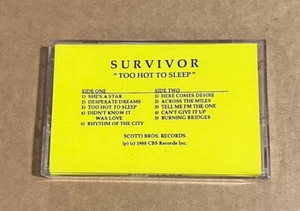 SURVIVOR
"TOO HOT TO SLEEP"
SIDE ONE
1) SHE'S A STAR
2) DESPERATE DREAMS
3) TOO HOT TO SLEEP
4) DIDN'T KNOW IT
WAS LOVE
5) RHYTHM OF THE CITY
SIDE TWO
1) HERE COMES DESIRE
2) ACROSS THE MILES
3) TELL ME I'M THE ONE
4) CAN'T GIVE IT UP
5) BURNING BRIDGES
SCOTTI BROS. RECORDS
(p) (c) 1988 CBS Records Inc.